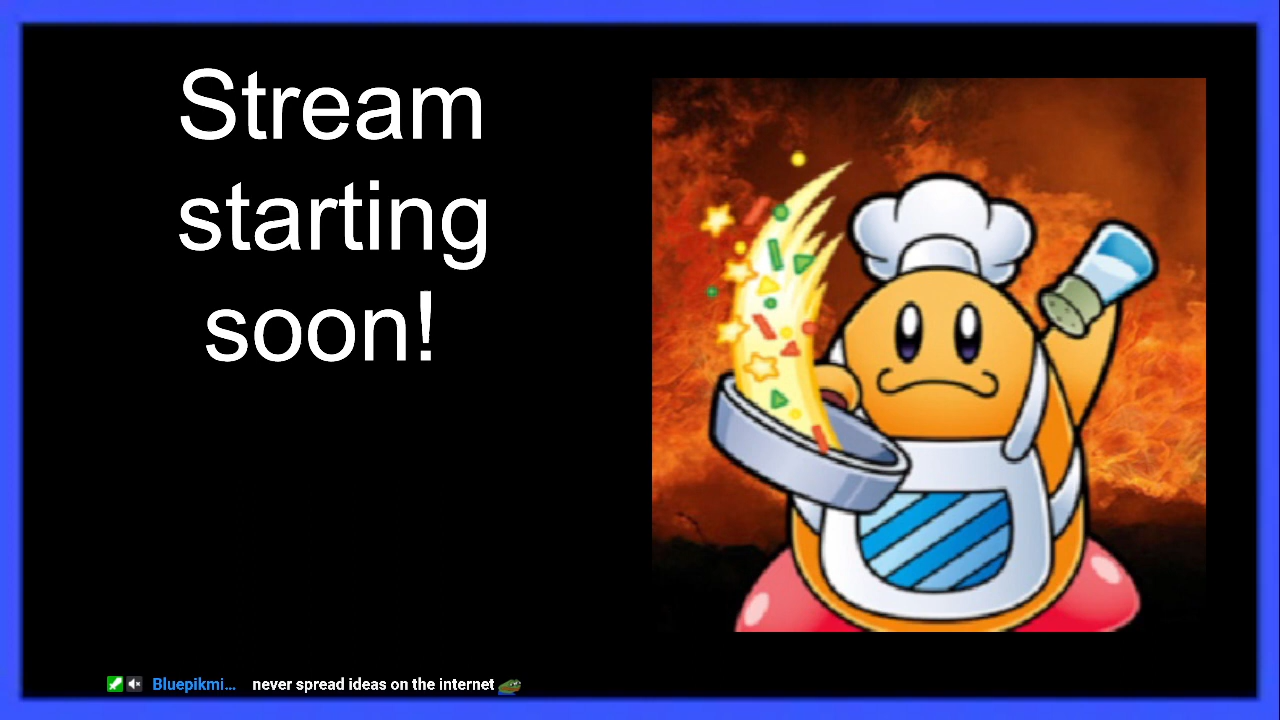 Stream
starting
soon!
Bluepikmi... never spread ideas on the internet